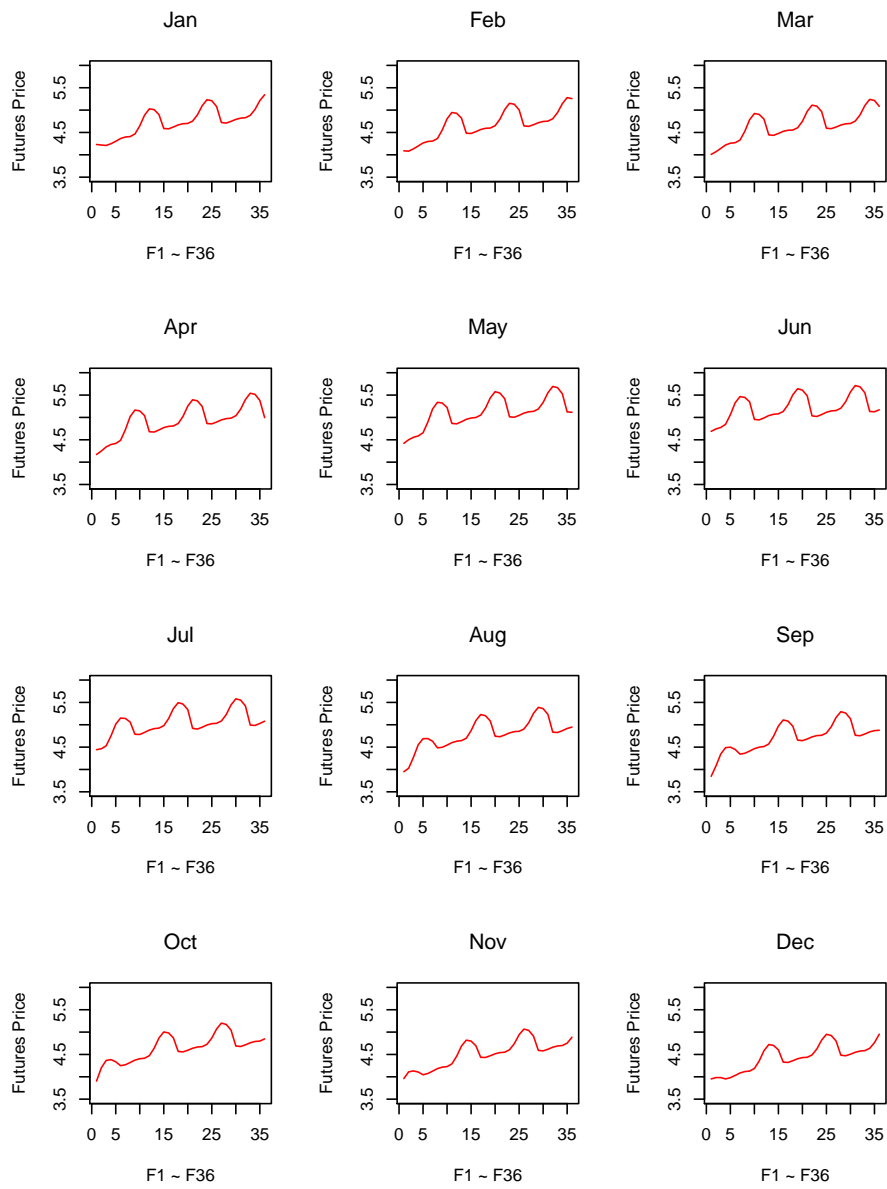 Jan Feb Mar
Futures Price Futures Price Futures Price
3.5 4.5 5.5 3.5 4.5 5.5 3.5 4.5 5.5
0 5 15 25 35 0 5 15 25 35 0 5 15 25 35
F1 ~ F36 F1 ~ F36 F1 ~ F36
Apr May Jun
Futures Price Futures Price Futures Price
3.5 4.5 5.5 3.5 4.5 5.5 3.5 4.5 5.5
0 5 15 25 35 0 5 15 25 35 0 5 15 25 35
F1 ~ F36 F1 ~ F36 F1 ~ F36
Jul Aug Sep
Futures Price Futures Price Futures Price
3.5 4.5 5.5 3.5 4.5 5.5 3.5 4.5 5.5
0 5 15 25 35 0 5 15 25 35 0 5 15 25 35
F1 ~ F36 F1 ~ F36 F1 ~ F36
Oct Nov Dec
Futures Price Futures Price Futures Price
3.5 4.5 5.5 3.5 4.5 5.5 3.5 4.5 5.5
0 5 15 25 35 0 5 15 25 35 0 5 15 25 35
F1 ~ F36 F1 ~ F36 F1 ~ F36